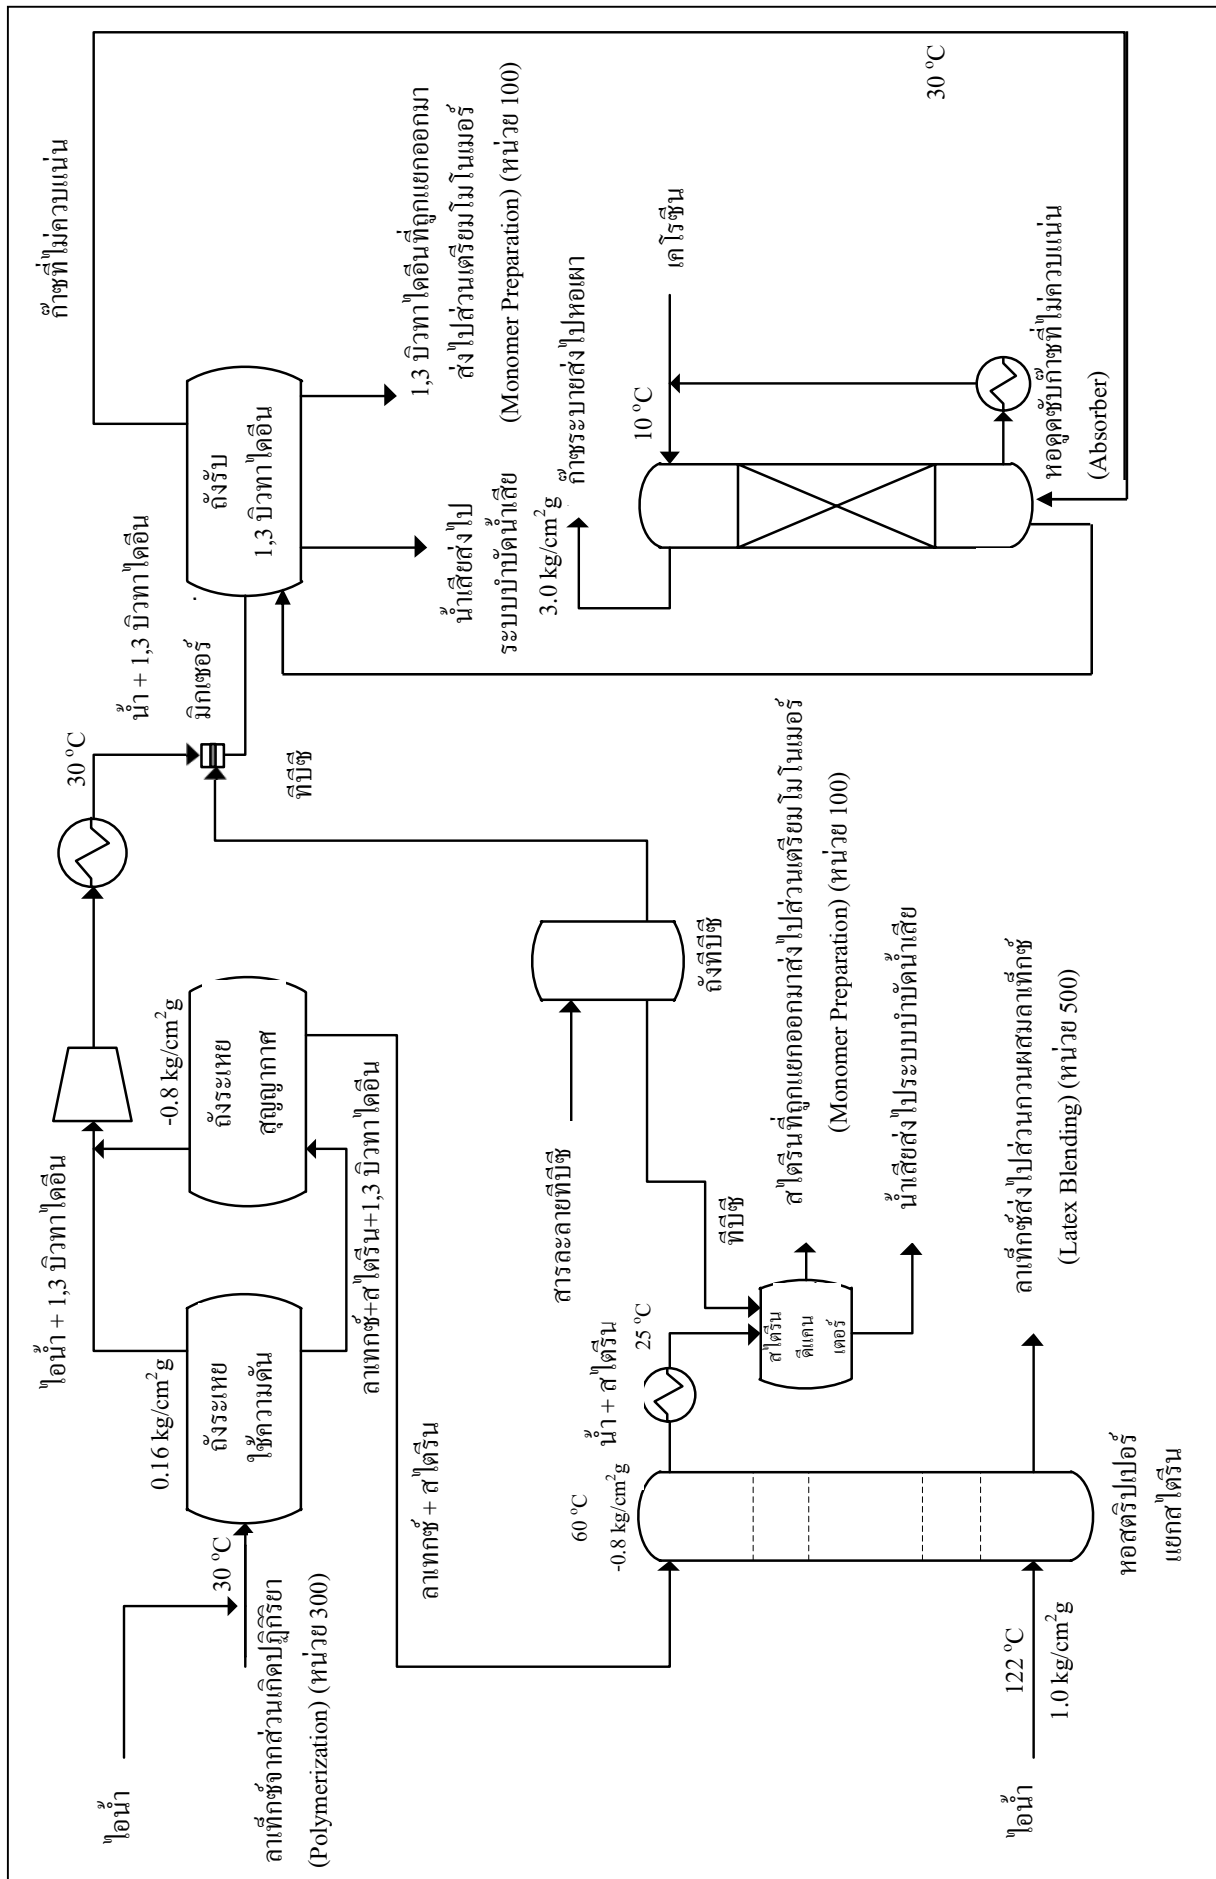 ไอน้ำ
ลาเท็กซ์จากส่วนเกิดปฏิกิริยา
(Polymerization) (หน่วย 300)
30 °C
0.16 kg/cm²g
ถังระเหย
ใช้ความดัน
ไอน้ำ + 1,3 บิวทาไดอีน
-0.8 kg/cm²g
ถังระเหย
สุญญากาศ
ลาเทกซ์+สไตรีน+1,3 บิวทาไดอีน
ลาเทกซ์ + สไตรีน
30 °C
น้ำ + 1,3 บิวทาไดอีน
มิกเซอร์
ทีบีซี
ถังรับ
1,3 บิวทาไดอีน
ก๊าซที่ไม่ควบแน่น
1,3 บิวทาไดอีนที่ถูกแยกออกมา
ส่งไปส่วนเตรียมโมโนเมอร์
(Monomer Preparation) (หน่วย 100)
น้ำเสียส่งไป
ระบบบำบัดน้ำเสีย
3.0 kg/cm²g
ก๊าซระบายส่งไปหอเผา
10 °C
เคโรซีน
30 °C
หอดูดซับก๊าซที่ไม่ควบแน่น
(Absorber)
สารละลายทีบีซี
ถังทีบีซี
ทีบีซี
น้ำ + สไตรีน
25 °C
60 °C
-0.8 kg/cm²g
สไตรีน
ดีแคน
เตอร์
สไตรีนที่ถูกแยกออกมาส่งไปส่วนเตรียมโมโนเมอร์
(Monomer Preparation) (หน่วย 100)
น้ำเสียส่งไประบบบำบัดน้ำเสีย
ลาเท็กซ์ส่งไปส่วนกวนผสมลาเท็กซ์
(Latex Blending) (หน่วย 500)
ไอน้ำ
122 °C
1.0 kg/cm²g
หอสตริปเปอร์
แยกสไตรีน